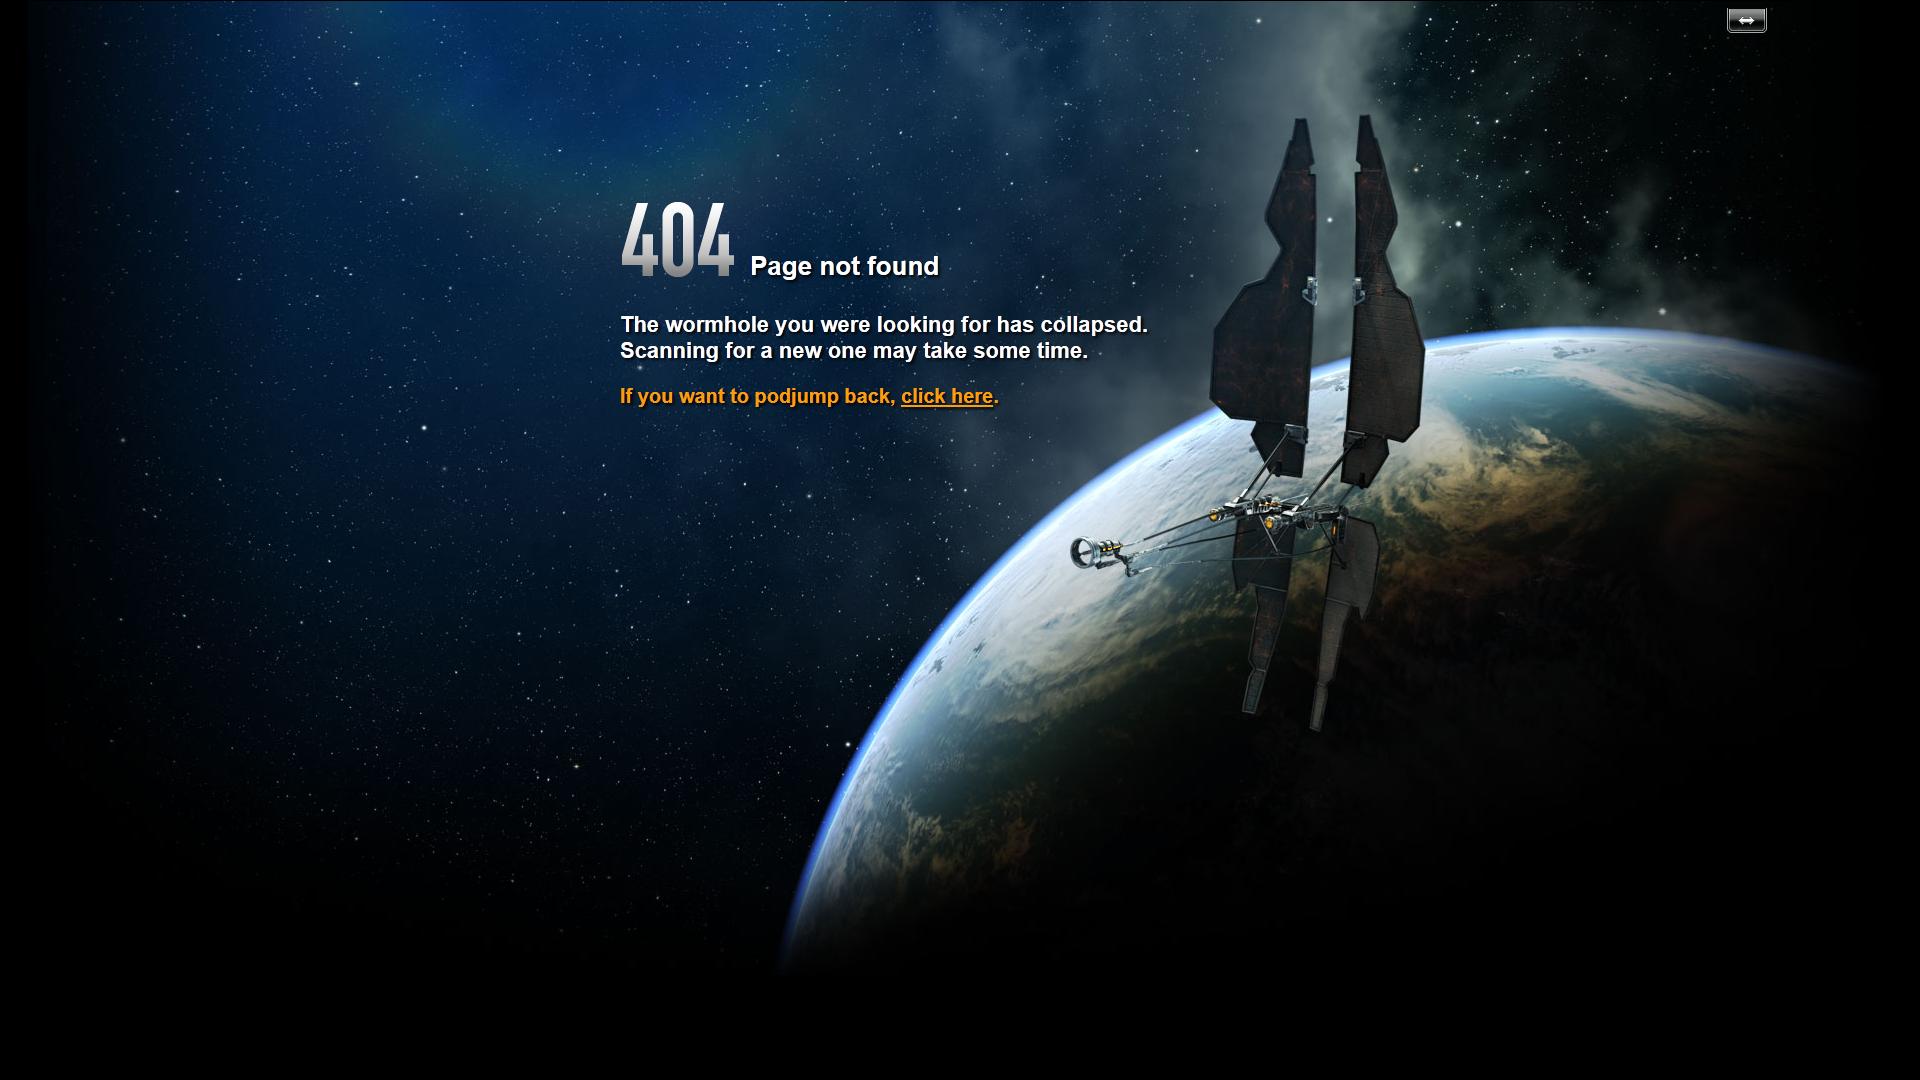 404 Page not found
The wormhole you were looking for has collapsed.
Scanning for a new one may take some time.
If you want to podjump back, click here.